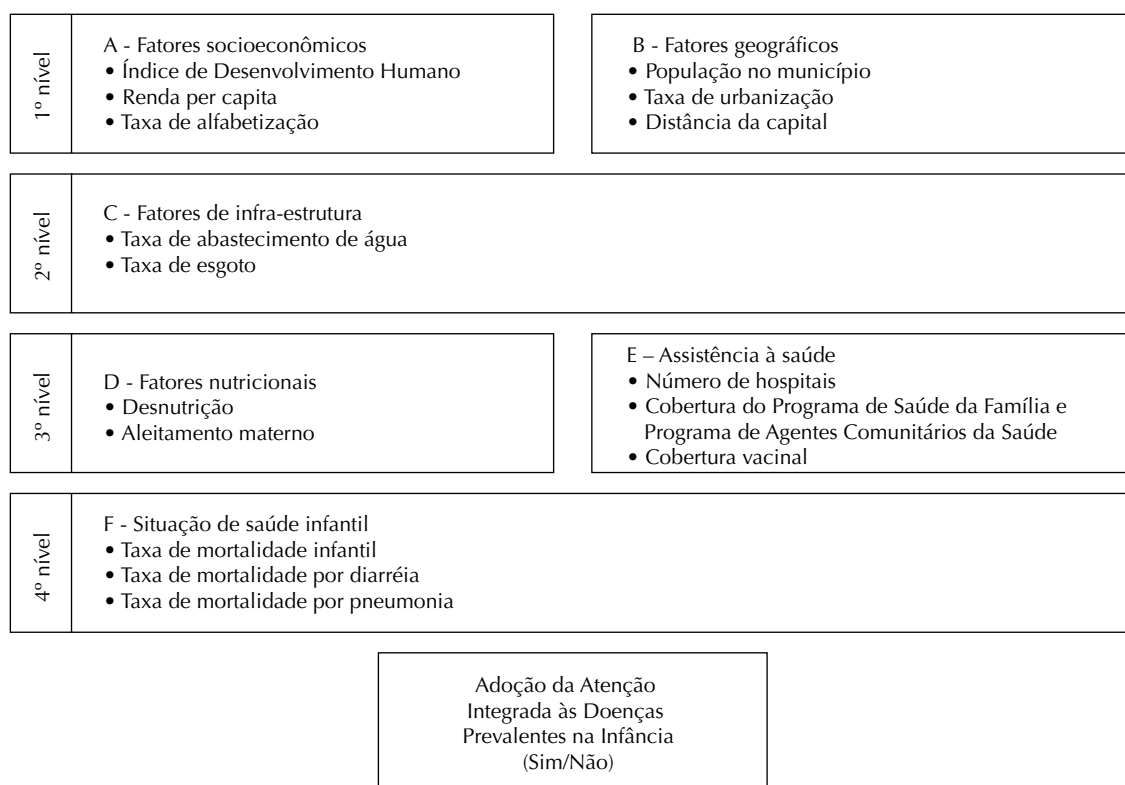 1º nível
A - Fatores socioeconômicos
• Índice de Desenvolvimento Humano
• Renda per capita
• Taxa de alfabetização
B - Fatores geográficos
• População no município
• Taxa de urbanização
• Distância da capital
2º nível
C - Fatores de infra-estrutura
• Taxa de abastecimento de água
• Taxa de esgoto
3º nível
D - Fatores nutricionais
• Desnutrição
• Aleitamento materno
E – Assistência à saúde
• Número de hospitais
• Cobertura do Programa de Saúde da Família e
Programa de Agentes Comunitários da Saúde
• Cobertura vacinal
4º nível
F - Situação de saúde infantil
• Taxa de mortalidade infantil
• Taxa de mortalidade por diarréia
• Taxa de mortalidade por pneumonia
Adoção da Atenção
Integrada às Doenças
Prevalentes na Infância
(Sim/Não)